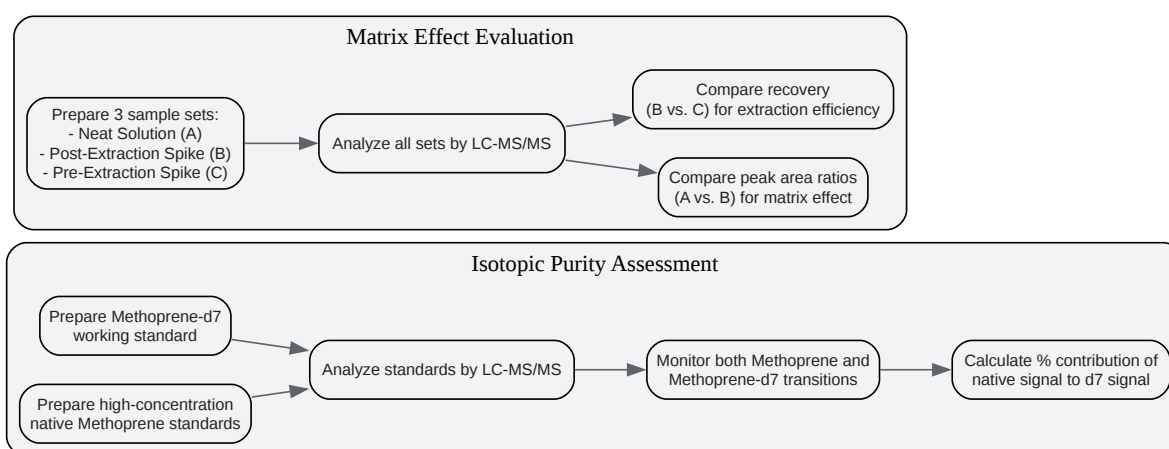 Matrix Effect Evaluation
Prepare 3 sample sets:
- Neat Solution (A)
- Post-Extraction Spike (B)
- Pre-Extraction Spike (C)
Analyze all sets by LC-MS/MS
Compare recovery
(B vs. C) for extraction efficiency
Compare peak area ratios
(A vs. B) for matrix effect
Isotopic Purity Assessment
Prepare Methoprene-d7
working standard
Prepare high-concentration
native Methoprene standards
Analyze standards by LC-MS/MS
Monitor both Methoprene and
Methoprene-d7 transitions
Calculate % contribution of
native signal to d7 signal